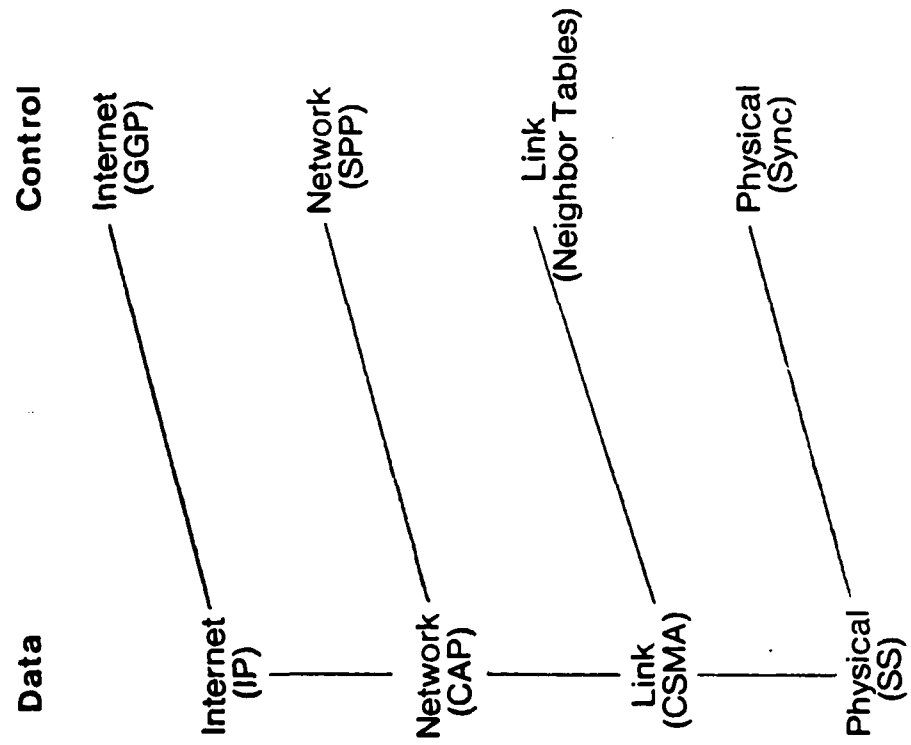 Data
Control
Internet
(IP)
Internet
(GGP)
Network
(CAP)
Network
(SPP)
Link
(CSMA)
Link
(Neighbor Tables)
Physical
(SS)
Physical
(Sync)